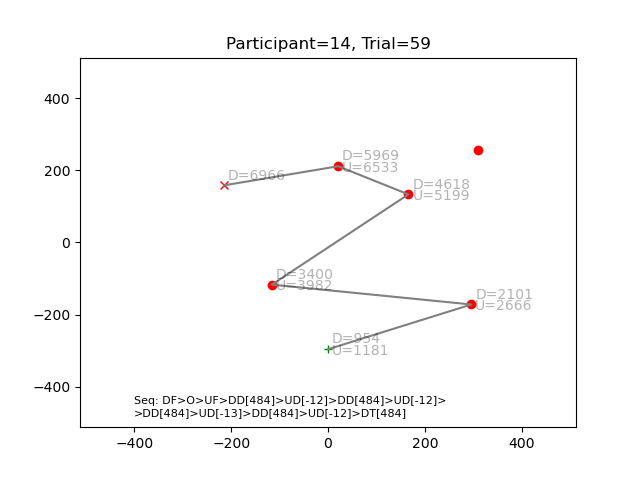 Participant=14, Trial=59
400
200
0
−200
−400
−400
−200
0
200
400
D=6966
D=5969
U=6533
D=4618
U=5199
D=3400
U=3982
D=2101
U=2666
D=954
U=1181
Seq: DF>O>UF>DD[484]>UD[-12]>DD[484]>UD[-12]>
>DD[484]>UD[-13]>DD[484]>UD[-12]>DT[484]